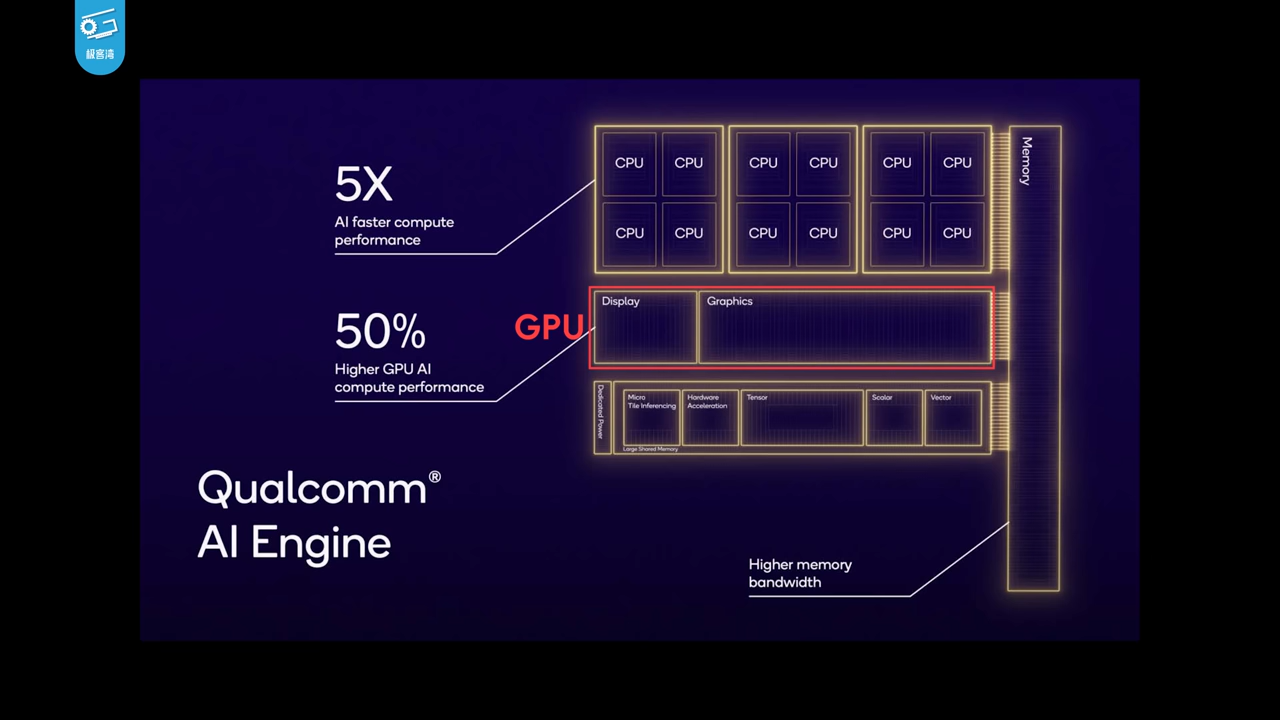 极客湾
5X
AI faster compute
performance
50%
Higher GPU AI
compute performance
Qualcomm®
AI Engine
GPU
CPU CPU CPU CPU CPU CPU
CPU CPU CPU CPU CPU CPU
Memory
Display Graphics
Dedicated Power
Micro
Tile Inferencing
Hardware
Acceleration
Tensor
Scalar
Vector
Large Shared Memory
Higher memory
bandwidth